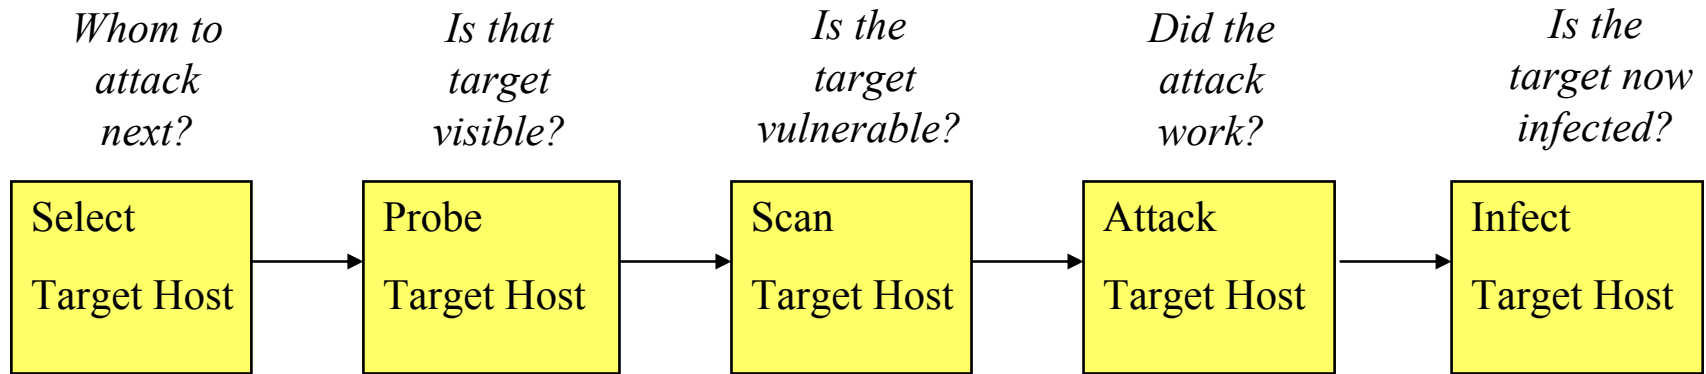 Whom to
attack
next?
Is that
target
visible?
Is the
target
vulnerable?
Did the
attack
work?
Is the
target now
infected?
Select
Target Host
Probe
Target Host
Scan
Target Host
Attack
Target Host
Infect
Target Host